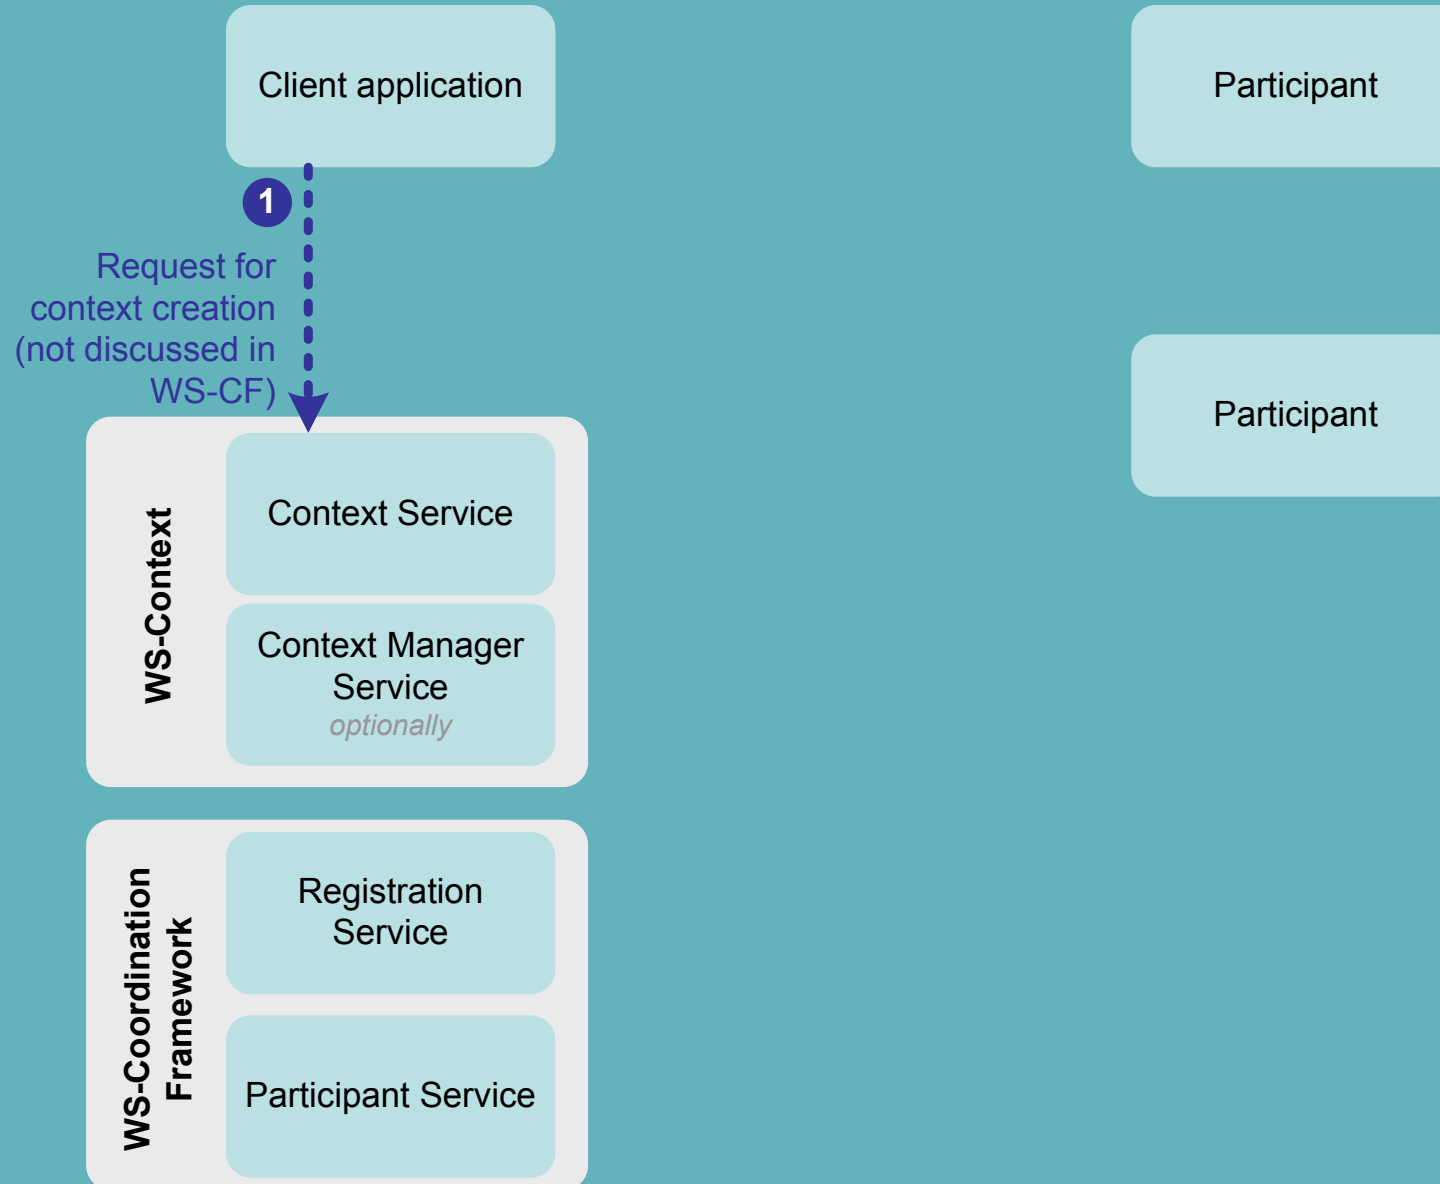 Client application
Participant
1
Request for
context creation
(not discussed in
WS-CF)
Participant
WS-Context
Context Service
Context Manager
Service
optionally
WS-Coordination
Framework
Registration
Service
Participant Service